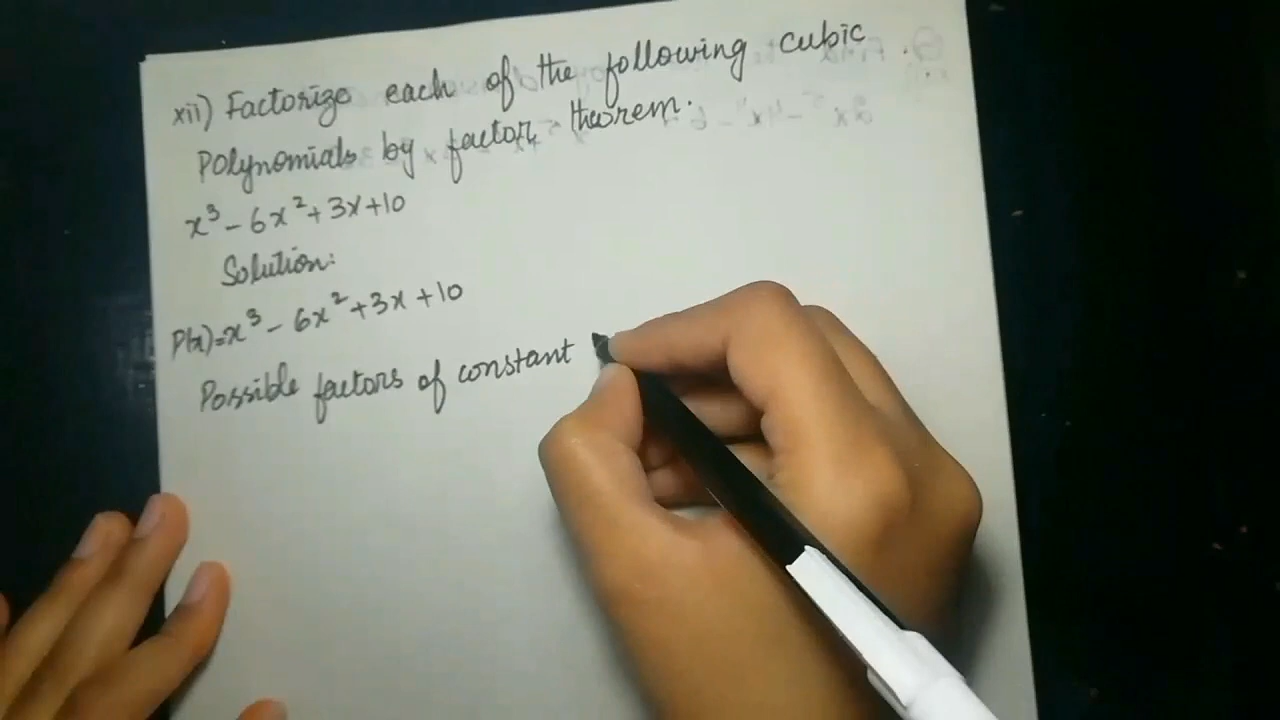 xii) Factorize each of the following cubic
Polynomials by factor theorem.
x³ - 6x² + 3x + 10
Solution:
P(x) = x³ - 6x² + 3x + 10
Possible factors of constant